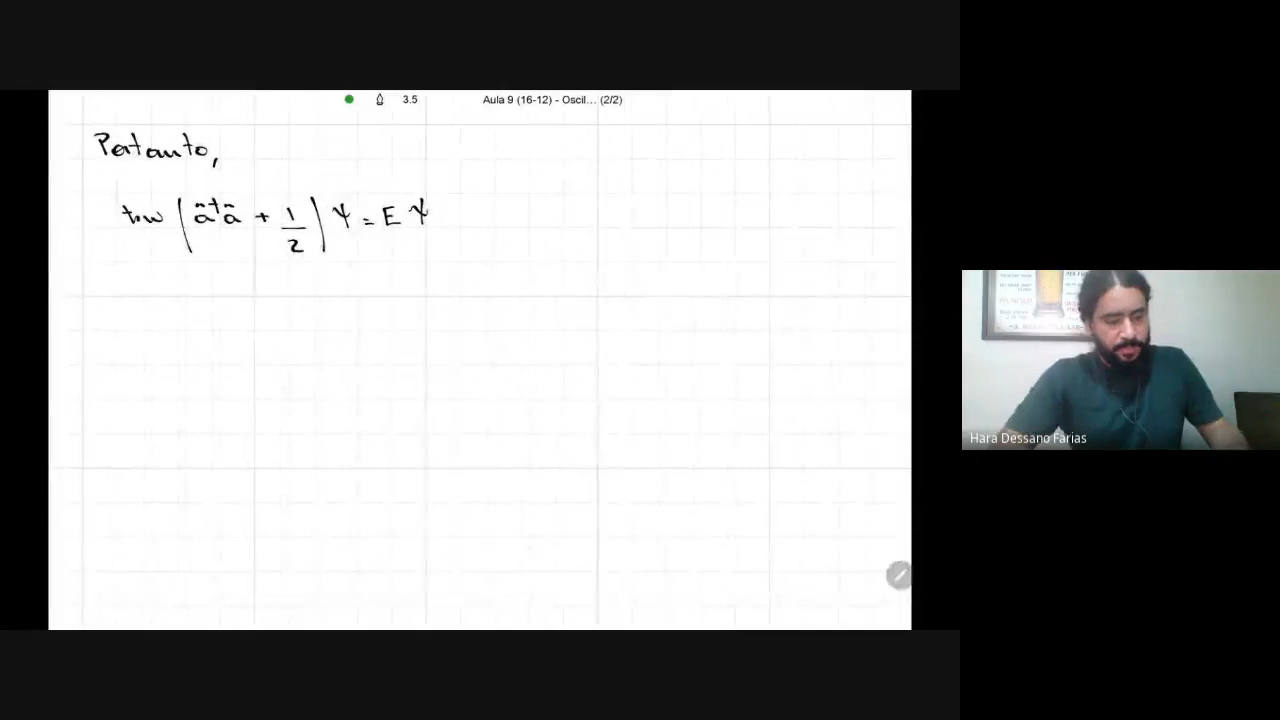 3.5 Aula 9 (16-12) - Oscil... (2/2)
Portanto,
ħω (â†â + 1/2) Ψ = E Ψ
Hara Dessano Farias